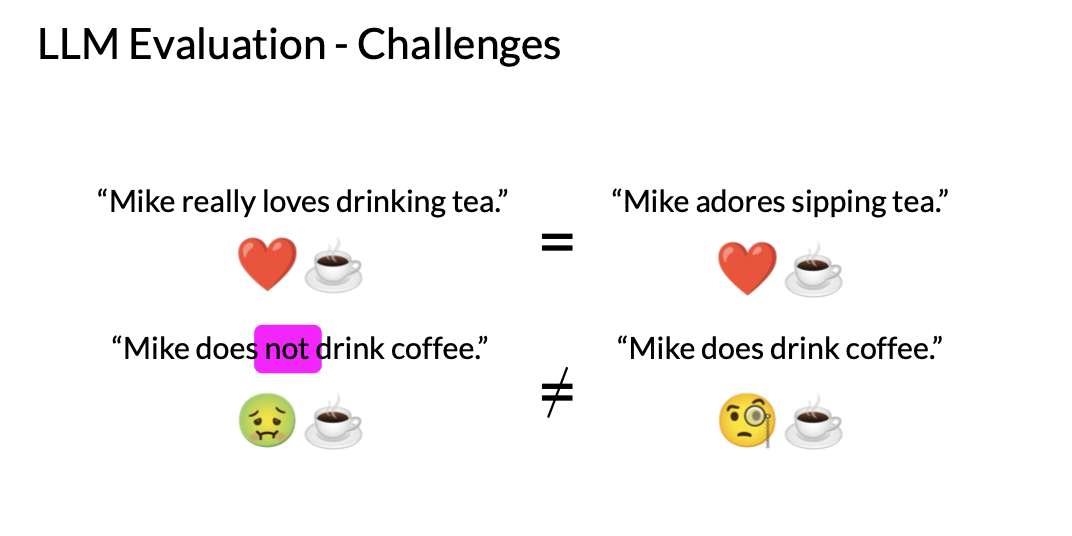 LLM Evaluation - Challenges
“Mike really loves drinking tea.”
=
“Mike adores sipping tea.”
“Mike does not drink coffee.”
≠
“Mike does drink coffee.”